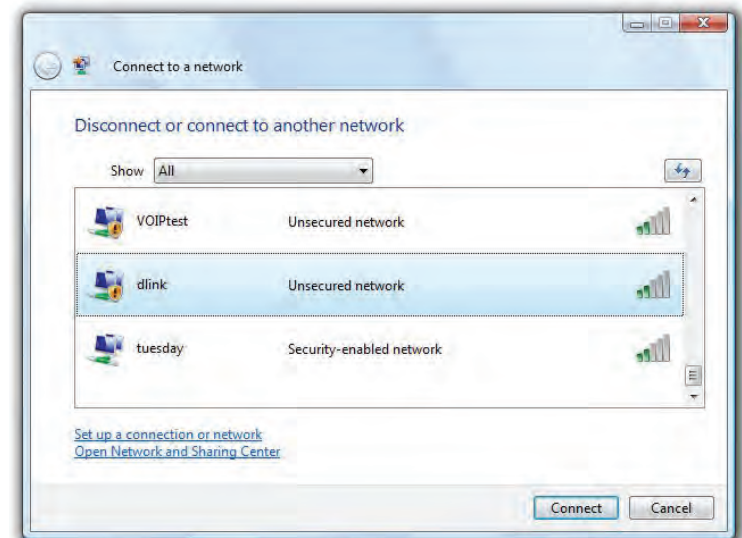 Connect to a network
Disconnect or connect to another network
Show All
VOIPtest Unsecured network
dlink Unsecured network
tuesday Security-enabled network
Set up a connection or network
Open Network and Sharing Center
Connect Cancel